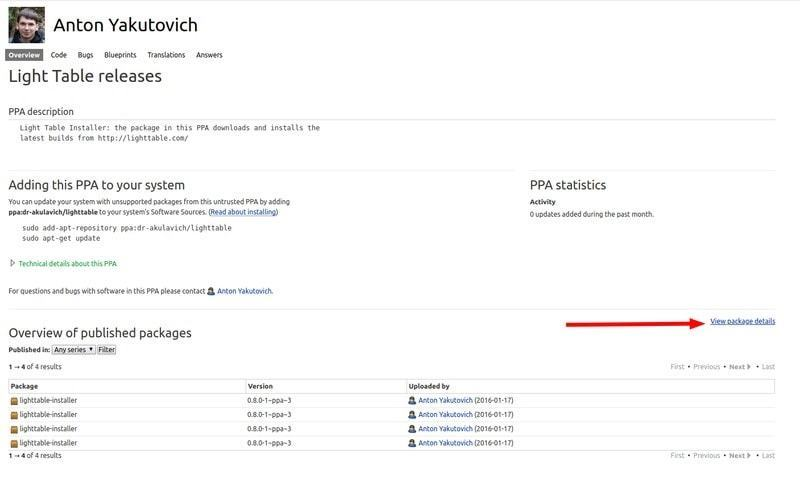 Anton Yakutovich
Overview Code Bugs Blueprints Translations Answers
Light Table releases
PPA description
Light Table Installer: the package in this PPA downloads and installs the
latest builds from http://lighttable.com/
Adding this PPA to your system
You can update your system with unsupported packages from this untrusted PPA by adding
ppa:dr-akulavich/lighttable to your system's Software Sources. (Read about installing)
sudo add-apt-repository ppa:dr-akulavich/lighttable
sudo apt-get update
Technical details about this PPA
For questions and bugs with software in this PPA please contact Anton Yakutovich.
PPA statistics
Activity
0 updates added during the past month.
View package details
Overview of published packages
Published in: Any series Filter
1 → 4 of 4 results First • Previous • Next • Last
Package Version Uploaded by
lighttable-installer 0.8.0-1~ppa~3 Anton Yakutovich (2016-01-17)
lighttable-installer 0.8.0-1~ppa~3 Anton Yakutovich (2016-01-17)
lighttable-installer 0.8.0-1~ppa~3 Anton Yakutovich (2016-01-17)
lighttable-installer 0.8.0-1~ppa~3 Anton Yakutovich (2016-01-17)
1 → 4 of 4 results First • Previous • Next • Last